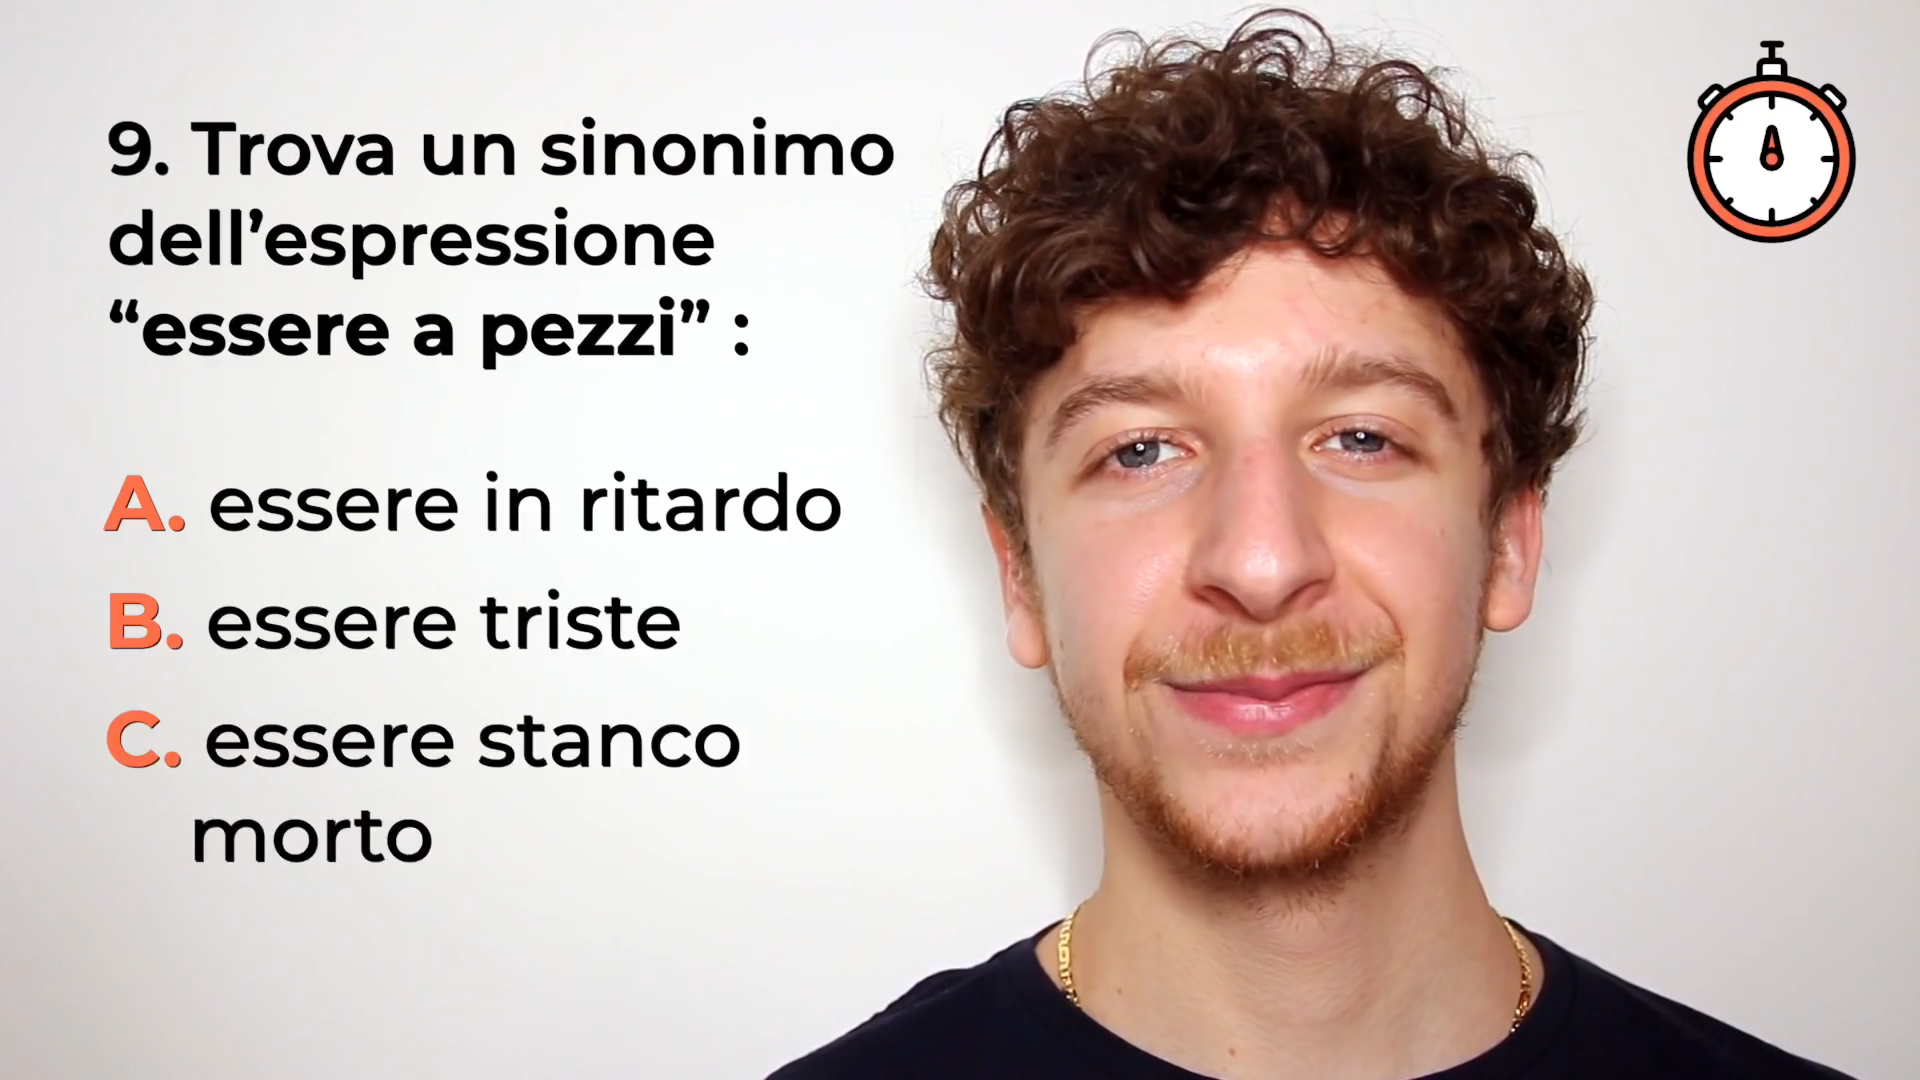 9. Trova un sinonimo
dell’espressione
“essere a pezzi” :
A. essere in ritardo
B. essere triste
C. essere stanco
morto